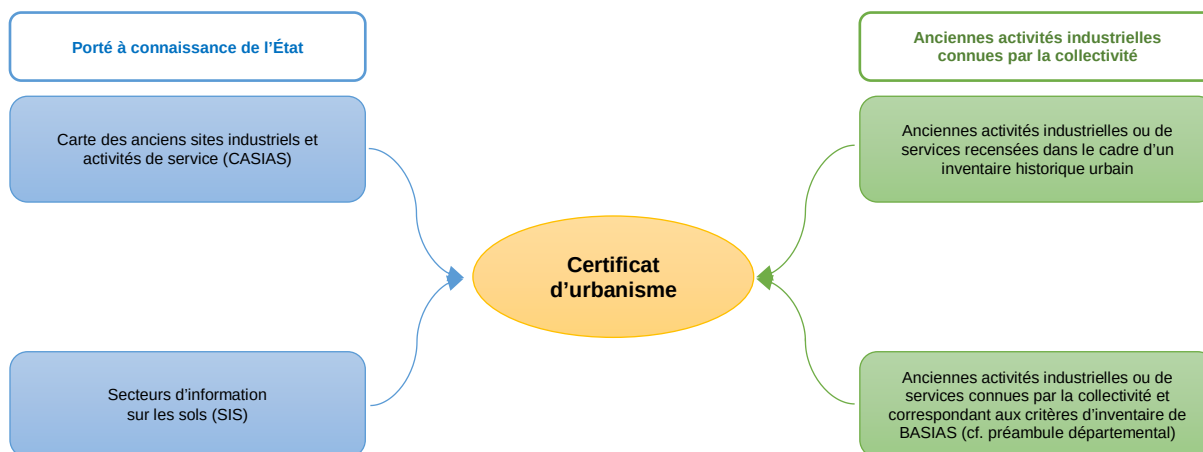 Porté à connaissance de l’État
Carte des anciens sites industriels et
activités de service (CASIAS)
Secteurs d’information
sur les sols (SIS)
Certificat
d’urbanisme
Anciennes activités industrielles
connues par la collectivité
Anciennes activités industrielles ou de
services recensées dans le cadre d’un
inventaire historique urbain
Anciennes activités industrielles ou de
services connues par la collectivité et
correspondant aux critères d’inventaire de
BASIAS (cf. préambule départemental)